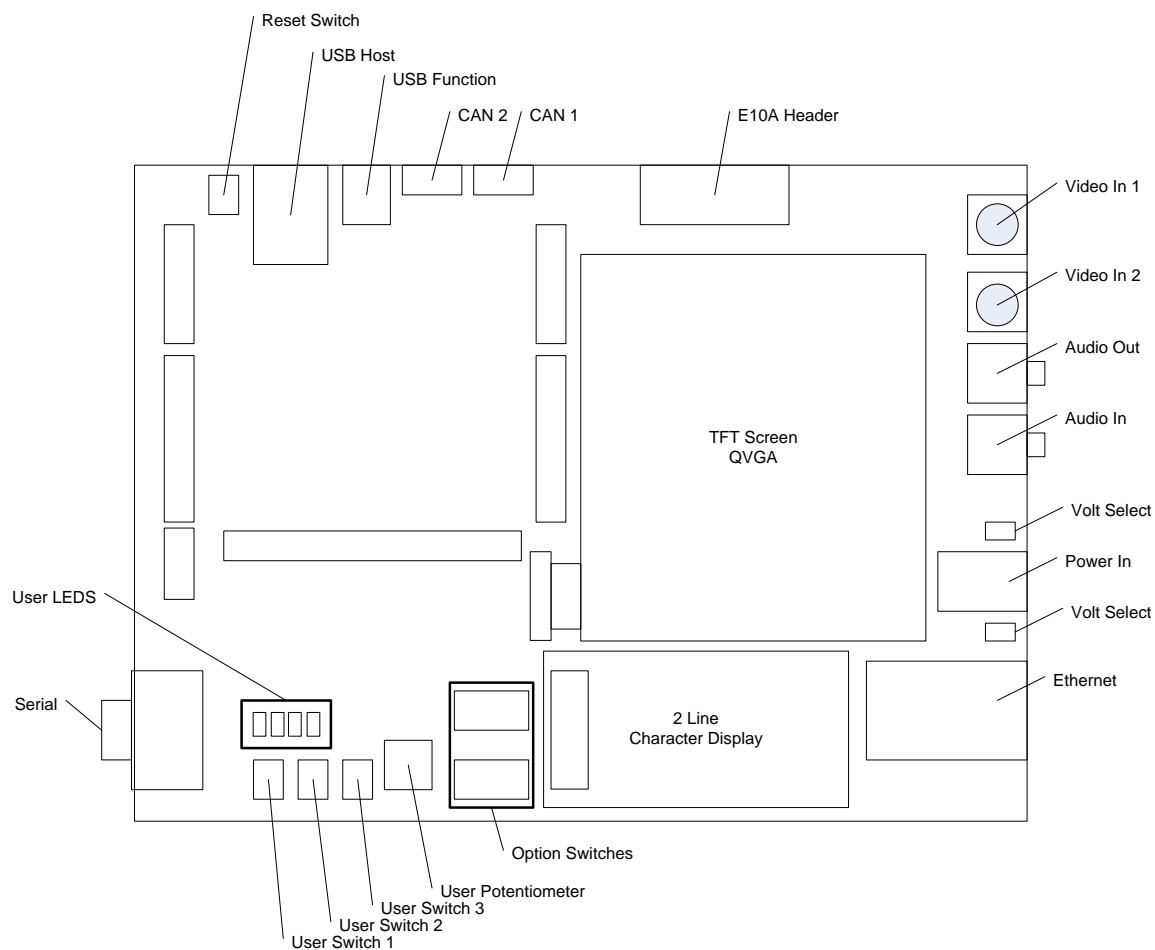 Reset Switch
USB Host
USB Function
CAN 2
CAN 1
E10A Header
Video In 1
Video In 2
Audio Out
Audio In
TFT Screen
QVGA
Volt Select
Power In
Volt Select
User LEDS
Ethernet
Serial
2 Line
Character Display
Option Switches
User Potentiometer
User Switch 3
User Switch 2
User Switch 1